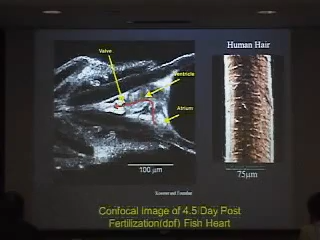 Human Hair
Valve
Ventricle
Atrium
100 µm
75µm
Confocal Image of 4.5 Day Post
Fertilization(dpf) Fish Heart